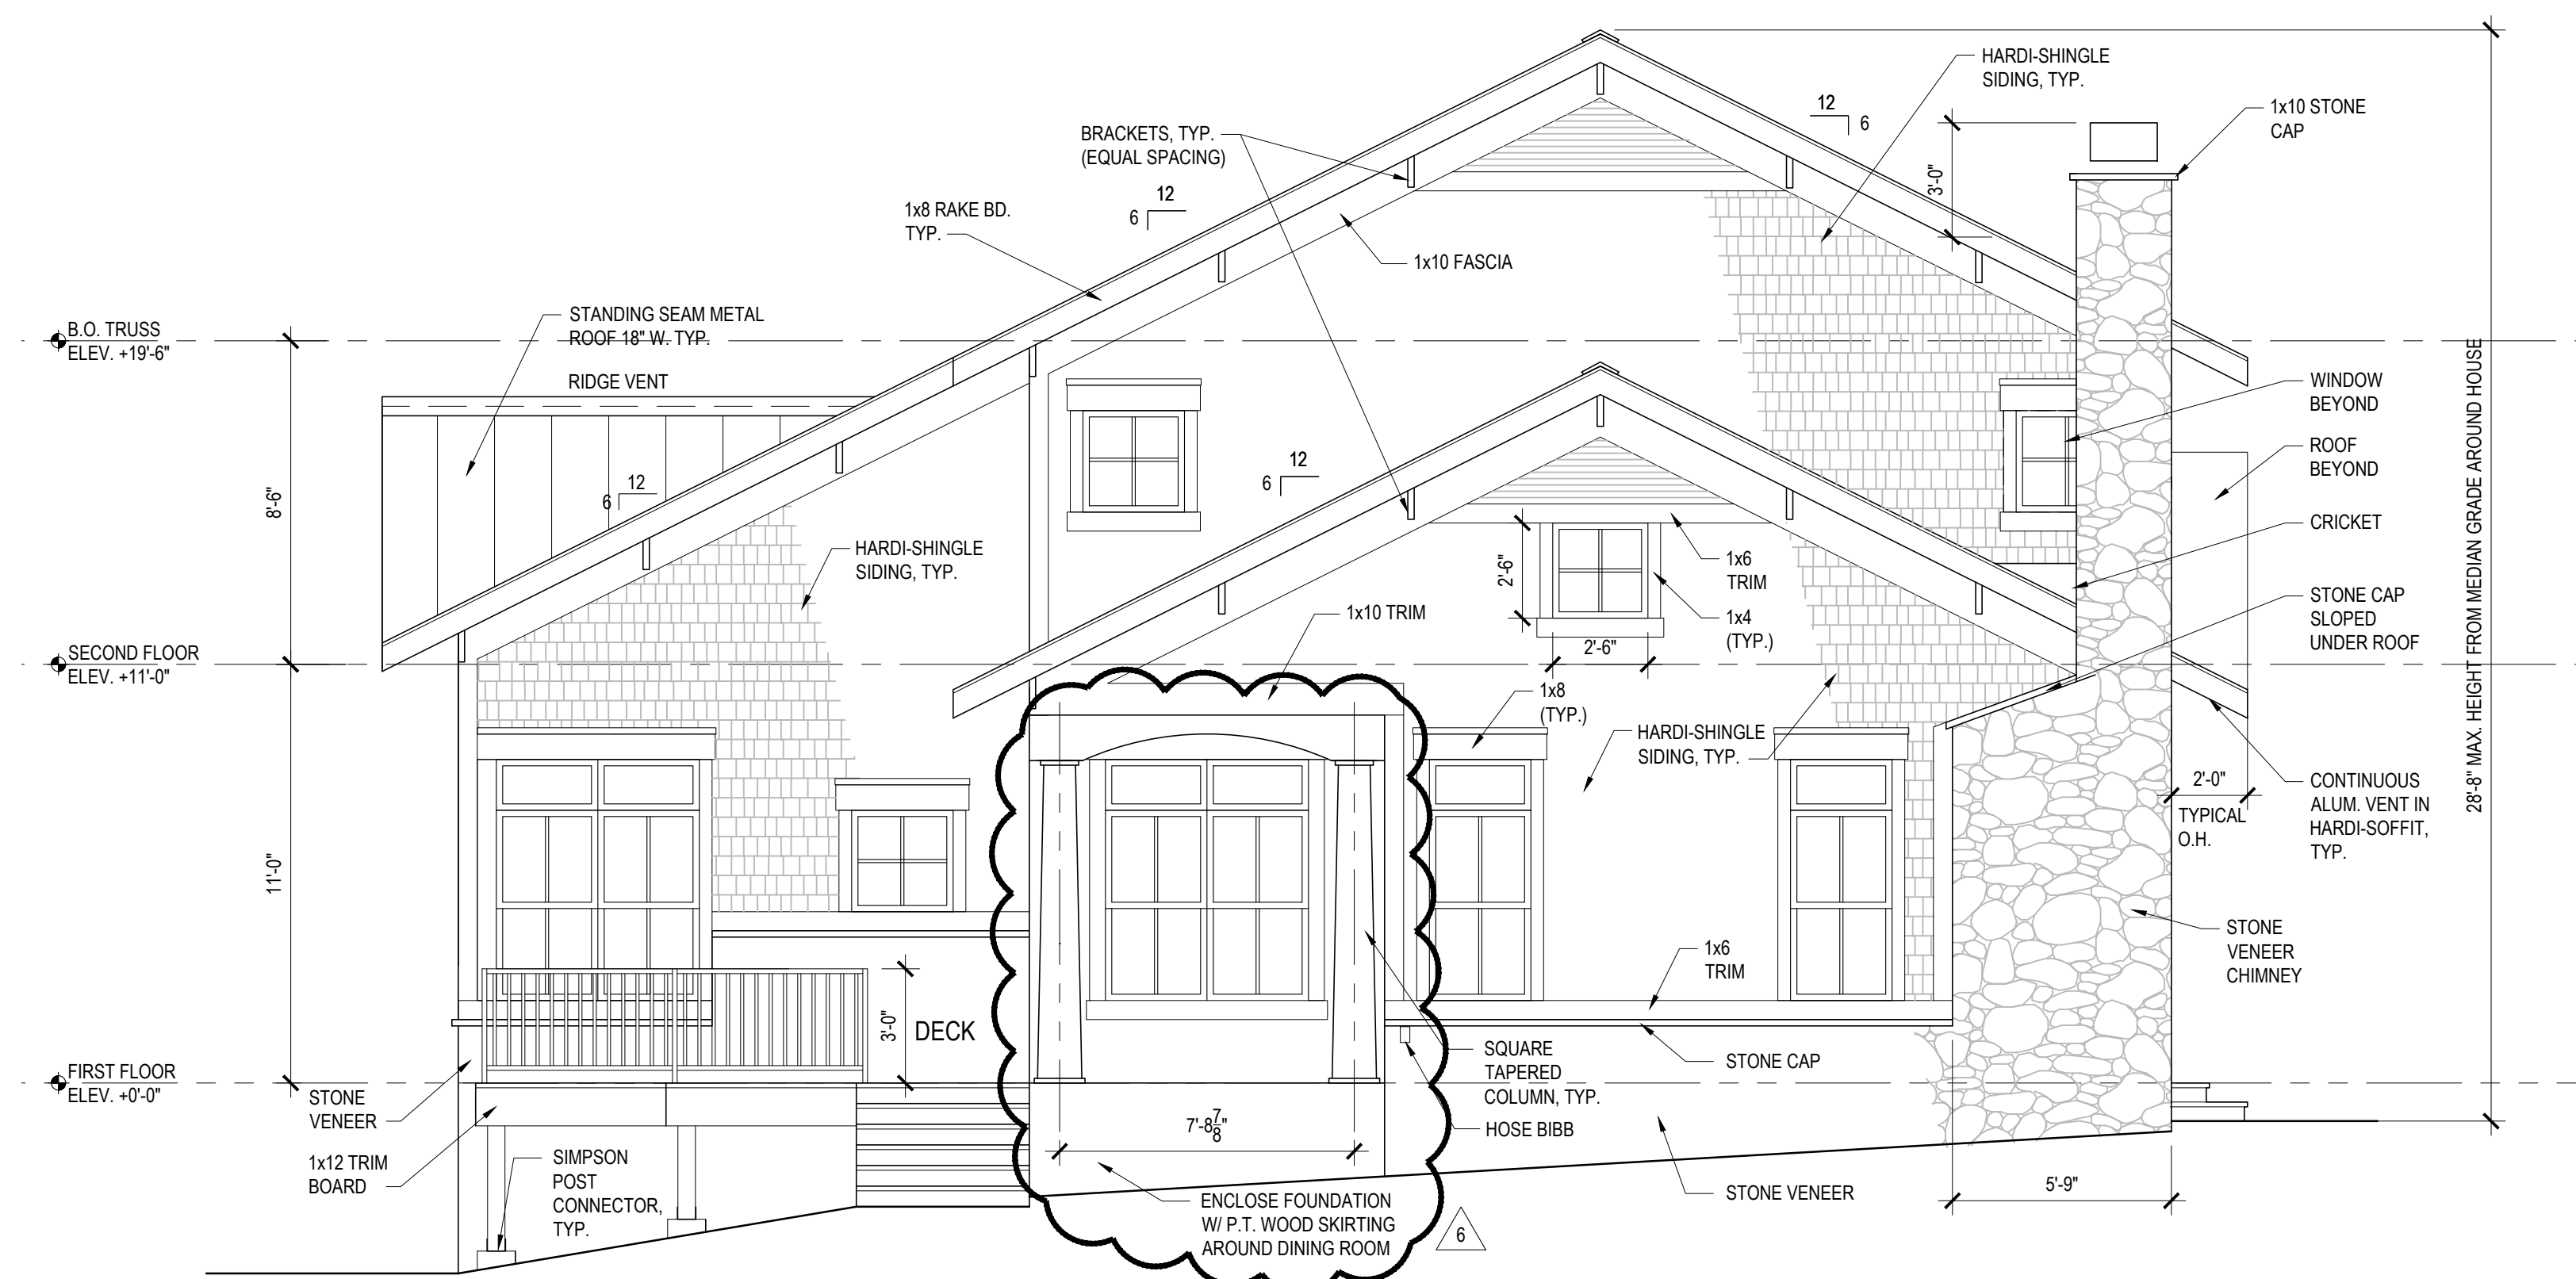 HARDI-SHINGLE
SIDING, TYP.
1x10 STONE
CAP
12
6
BRACKETS, TYP.
(EQUAL SPACING)
3'-0"
12
6
1x8 RAKE BD.
TYP.
1x10 FASCIA
STANDING SEAM METAL
ROOF 18" W. TYP.
B.O. TRUSS
ELEV. +19'-6"
RIDGE VENT
WINDOW
BEYOND
ROOF
BEYOND
12
6
12
6
8'-6"
CRICKET
HARDI-SHINGLE
SIDING, TYP.
2'-6"
1x6
TRIM
1x4
(TYP.)
2'-6"
1x10 TRIM
STONE CAP
SLOPED
UNDER ROOF
28'-8" MAX. HEIGHT FROM MEDIAN GRADE AROUND HOUSE
SECOND FLOOR
ELEV. +11'-0"
1x8
(TYP.)
HARDI-SHINGLE
SIDING, TYP.
2'-0"
TYPICAL
O.H.
CONTINUOUS
ALUM. VENT IN
HARDI-SOFFIT,
TYP.
11'-0"
STONE
VENEER
CHIMNEY
1x6
TRIM
3'-0"
DECK
SQUARE
TAPERED
COLUMN, TYP.
STONE CAP
FIRST FLOOR
ELEV. +0'-0"
STONE
VENEER
7'-8 7/8"
HOSE BIBB
1x12 TRIM
BOARD
SIMPSON
POST
CONNECTOR,
TYP.
5'-9"
STONE VENEER
ENCLOSE FOUNDATION
W/ P.T. WOOD SKIRTING
AROUND DINING ROOM
6